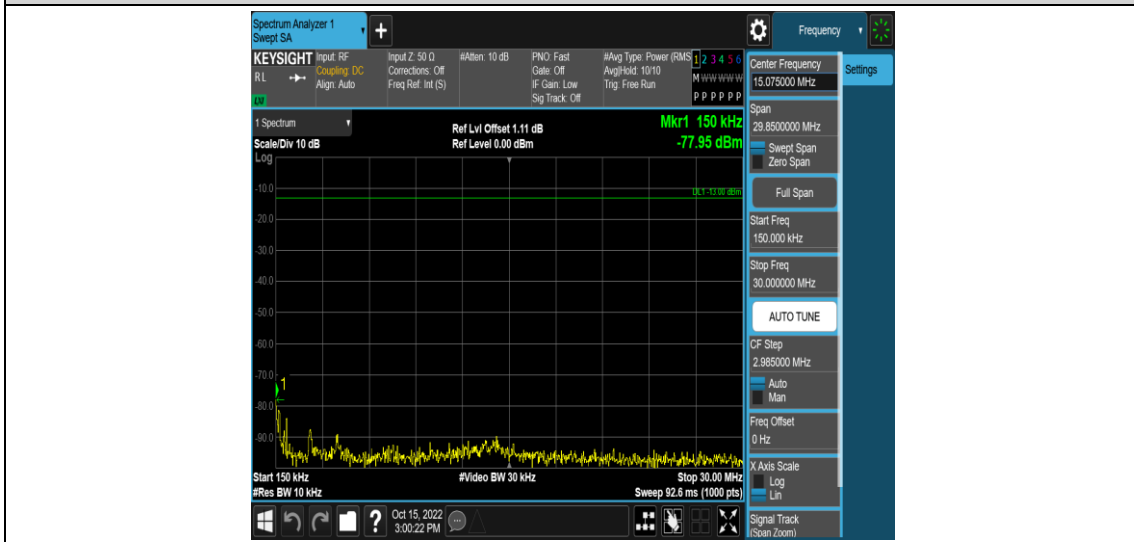 Spectrum Analyzer 1
Swept SA
+
Frequency
KEYSIGHT
RL
LXI
Input: RF
Coupling: DC
Align: Auto
Input Z: 50 Ω
Corrections: Off
Freq Ref: Int (S)
#Atten: 10 dB
PNO: Fast
Gate: Off
IF Gain: Low
Sig Track: Off
#Avg Type: Power (RMS
Avg|Hold: 10/10
Trig: Free Run
1 2 3 4 5 6
M W W W W W
P P P P P P
1 Spectrum
Scale/Div 10 dB
Ref Lvl Offset 1.11 dB
Ref Level 0.00 dBm
Mkr1 150 kHz
-77.95 dBm
Log
-10.0
DL1 -13.00 dBm
-20.0
-30.0
-40.0
-50.0
-60.0
-70.0
1
-80.0
-90.0
Start 150 kHz
#Video BW 30 kHz
Stop 30.00 MHz
#Res BW 10 kHz
Sweep 92.6 ms (1000 pts)
?
Oct 15, 2022
3:00:22 PM
Center Frequency
15.075000 MHz
Settings
Span
29.8500000 MHz
Swept Span
Zero Span
Full Span
Start Freq
150.000 kHz
Stop Freq
30.000000 MHz
AUTO TUNE
CF Step
2.985000 MHz
Auto
Man
Freq Offset
0 Hz
X Axis Scale
Log
Lin
Signal Track
(Span Zoom)